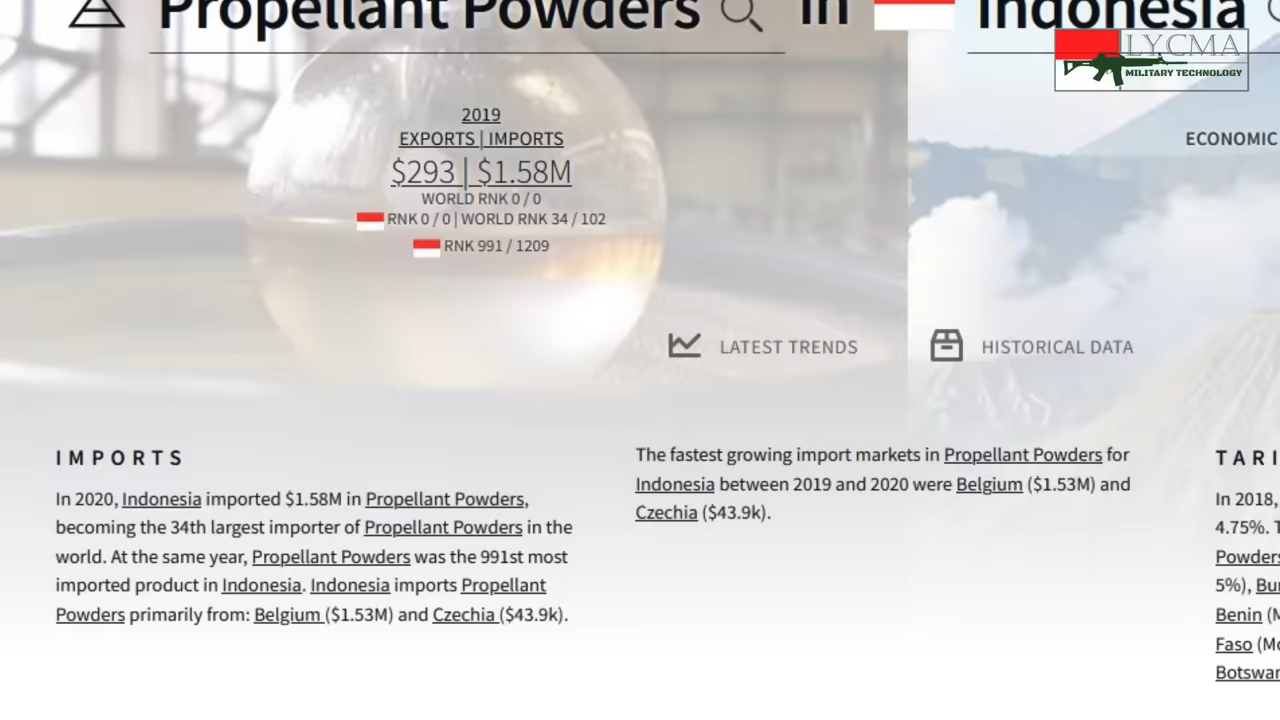 Propellant Powders in Indonesia
LYCMA
MILITARY TECHNOLOGY
2019
EXPORTS | IMPORTS
$293 | $1.58M
WORLD RNK 0 / 0
RNK 0 / 0 | WORLD RNK 34 / 102
RNK 991 / 1209
ECONOMIC
LATEST TRENDS
HISTORICAL DATA
IMPORTS
In 2020, Indonesia imported $1.58M in Propellant Powders,
becoming the 34th largest importer of Propellant Powders in the
world. At the same year, Propellant Powders was the 991st most
imported product in Indonesia. Indonesia imports Propellant
Powders primarily from: Belgium ($1.53M) and Czechia ($43.9k).
The fastest growing import markets in Propellant Powders for
Indonesia between 2019 and 2020 were Belgium ($1.53M) and
Czechia ($43.9k).
TARI
In 2018,
4.75%. T
Powders
5%), Bur
Benin (M
Faso (Mo
Botswan